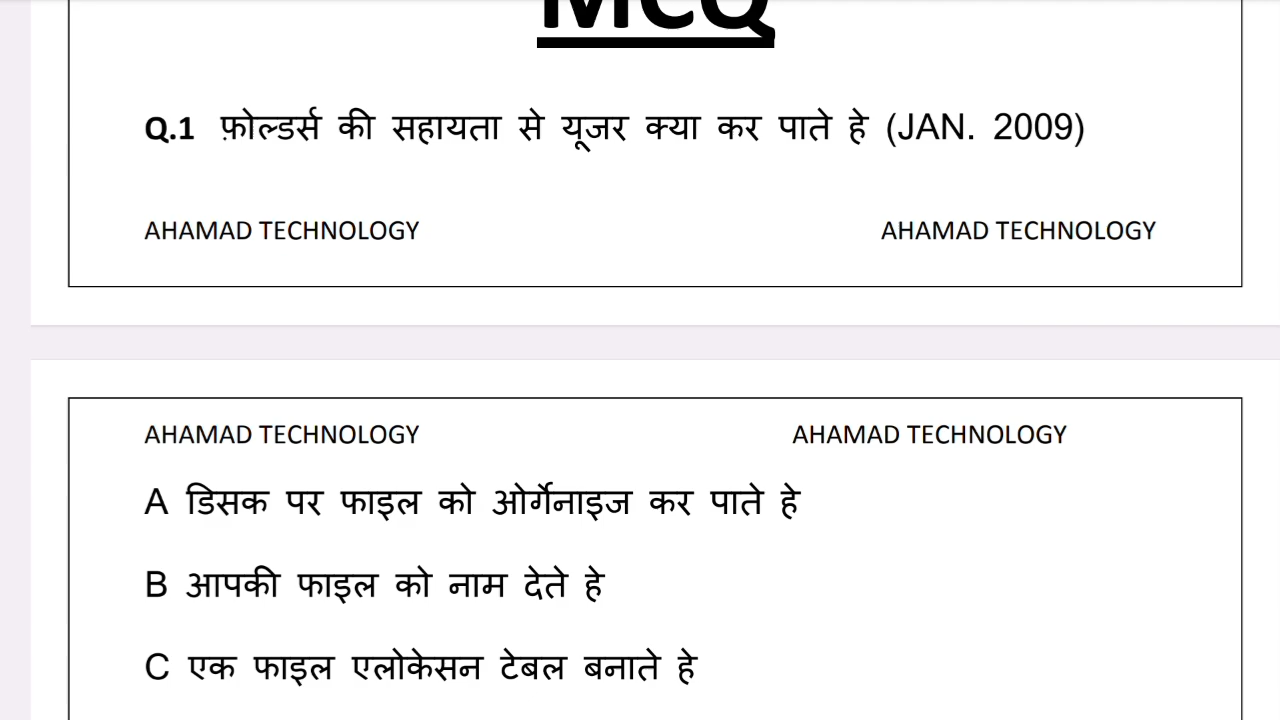 MCQ
Q.1 फ़ोल्डर्स की सहायता से यूजर क्या कर पाते हे (JAN. 2009)
AHAMAD TECHNOLOGY AHAMAD TECHNOLOGY
AHAMAD TECHNOLOGY AHAMAD TECHNOLOGY
A डिसक पर फाइल को ओर्गेनाइज कर पाते हे
B आपकी फाइल को नाम देते हे
C एक फाइल एलोकेसन टेबल बनाते हे